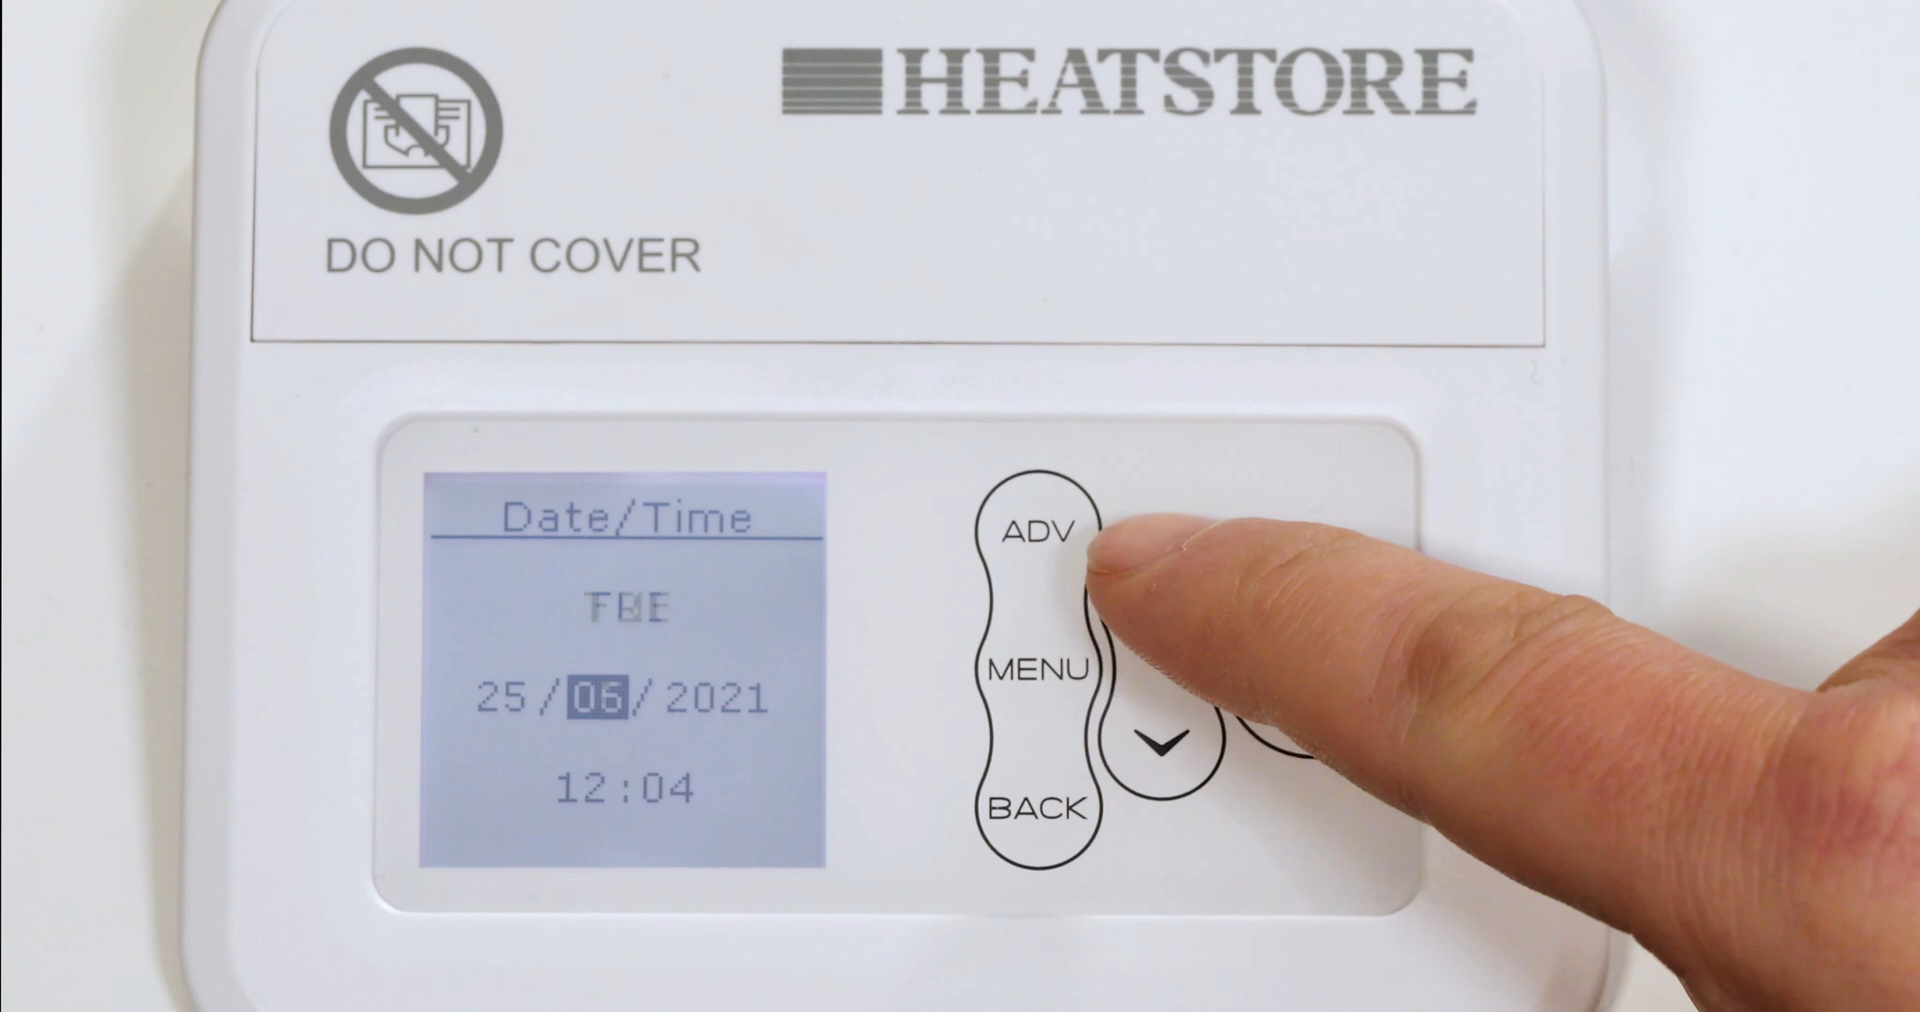 HEATSTORE
DO NOT COVER
Date/Time
25/06/2021
12:04
ADV
MENU
BACK